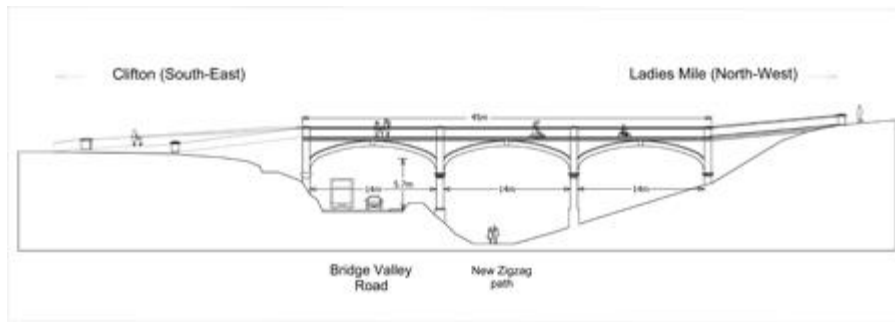 Clifton (South-East)
Ladies Mile (North-West)
45m
5.7m
14m
14m
14m
Bridge Valley
Road
New Zigzag
path